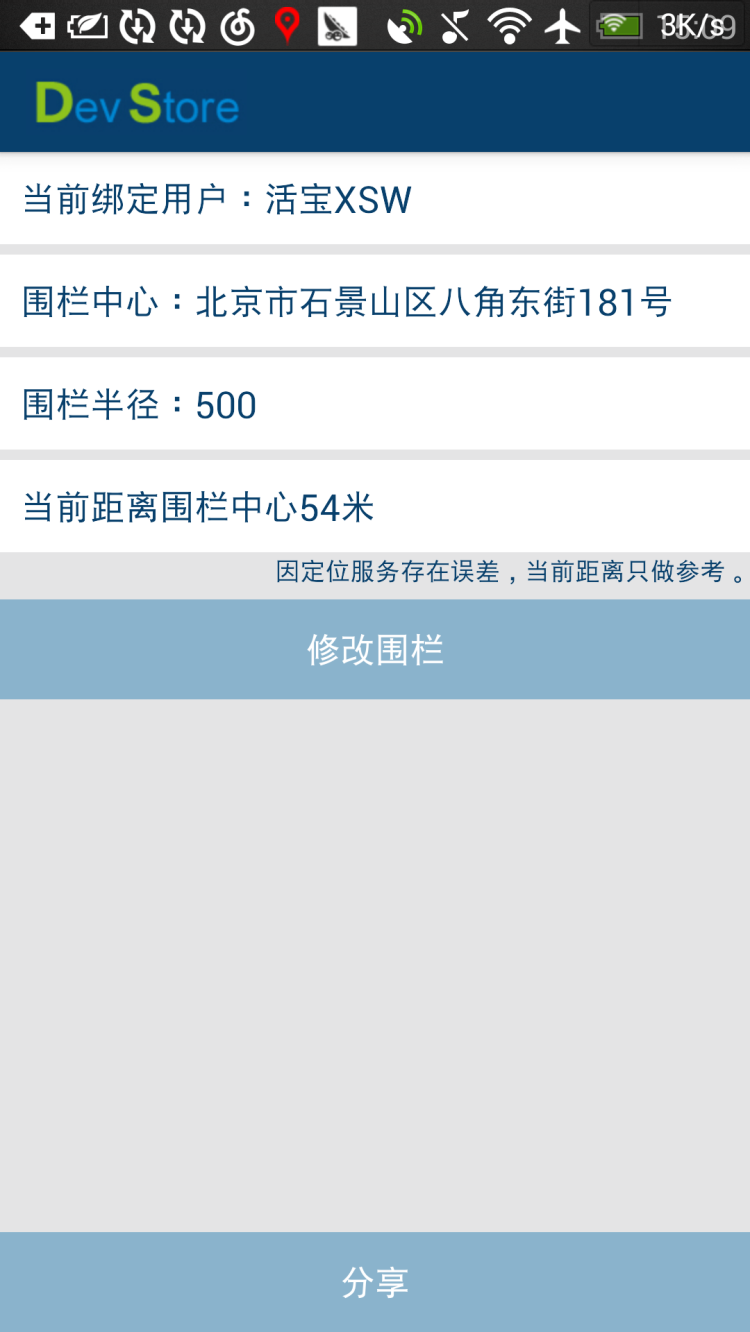 3K/s
Dev Store
当前绑定用户：活宝XSW
围栏中心：北京市石景山区八角东街181号
围栏半径：500
当前距离围栏中心54米
因定位服务存在误差，当前距离只做参考。
修改围栏
分享